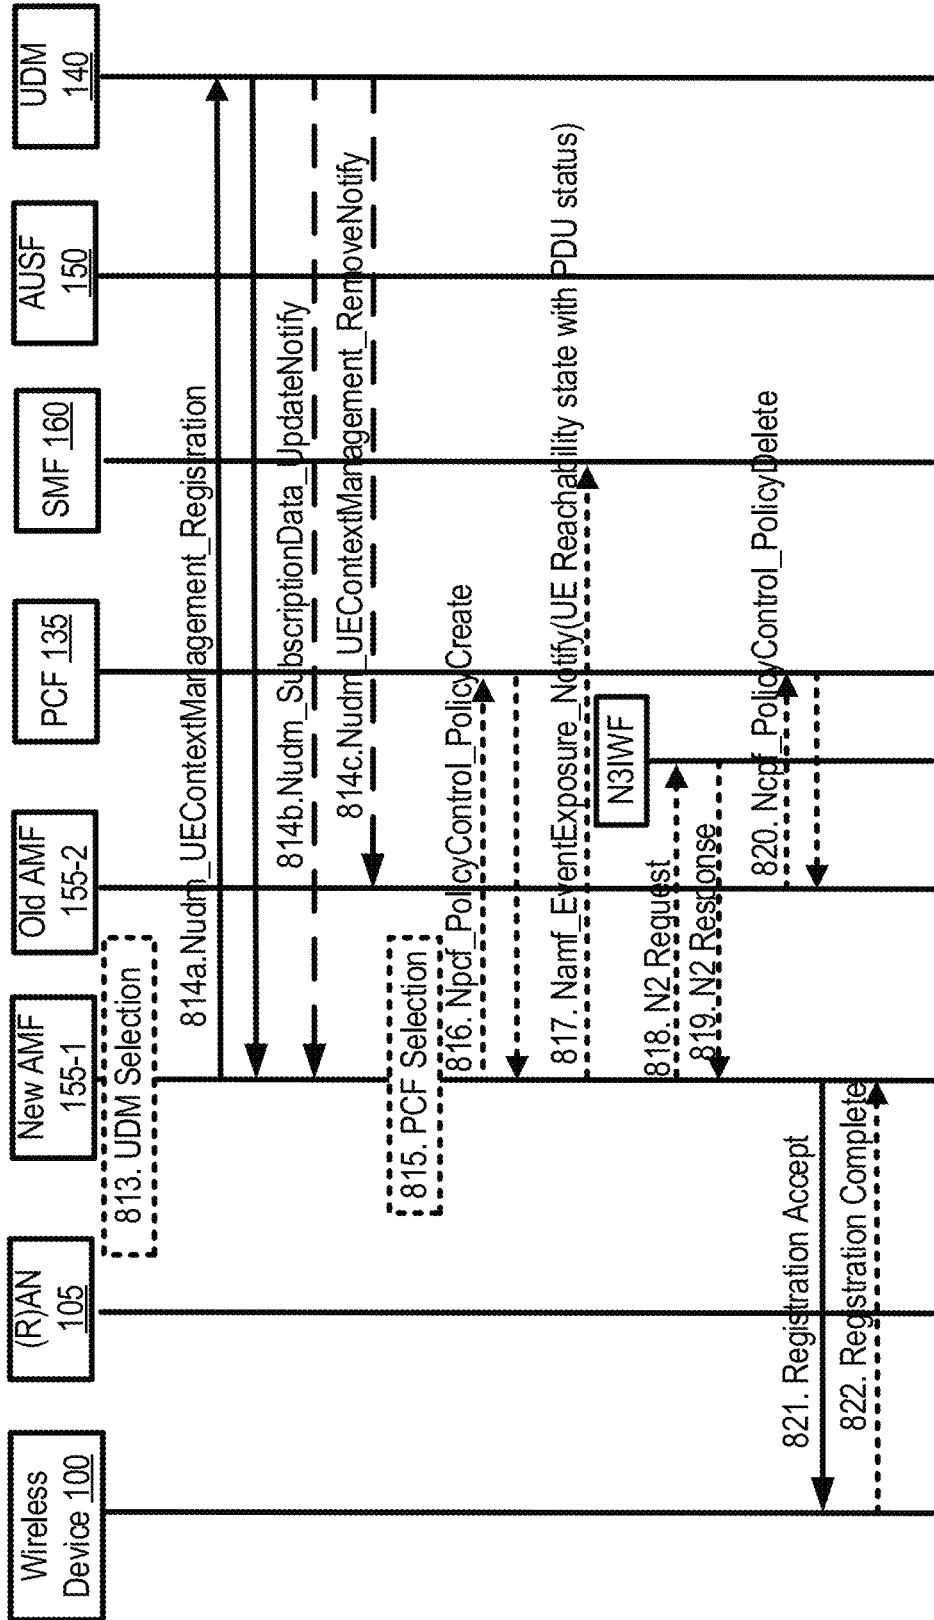 Wireless
Device 100
(R)AN
105
New AMF
155-1
Old AMF
155-2
PCF 135
SMF 160
AUSF
150
UDM
140
813. UDM Selection
814a.Nudm_UEContextManagement_Registration
814b.Nudm_SubscriptionData_UpdateNotify
814c.Nudm_UEContextManagement_RemoveNotify
815. PCF Selection
816. Npcf_PolicyControl_PolicyCreate
817. Namf_EventExposure_Notify(UE Reachability state with PDU status)
N3IWF
818. N2 Request
819. N2 Response
820. Ncpf_PolicyControl_PolicyDelete
821. Registration Accept
822. Registration Complete